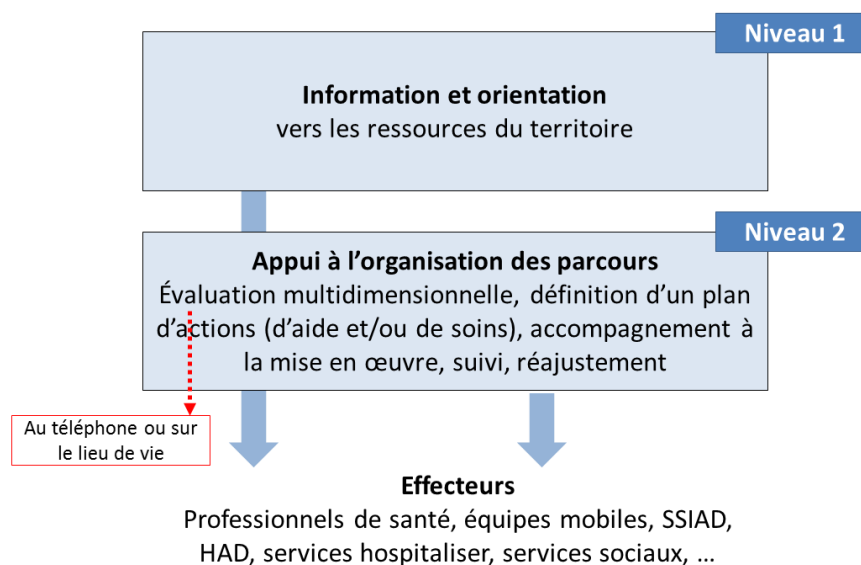 Niveau 1
Information et orientation
vers les ressources du territoire
Niveau 2
Appui à l’organisation des parcours
Évaluation multidimensionnelle, définition d’un plan
d’actions (d’aide et/ou de soins), accompagnement à
la mise en œuvre, suivi, réajustement
Au téléphone ou sur
le lieu de vie
Effecteurs
Professionnels de santé, équipes mobiles, SSIAD,
HAD, services hospitaliser, services sociaux, …